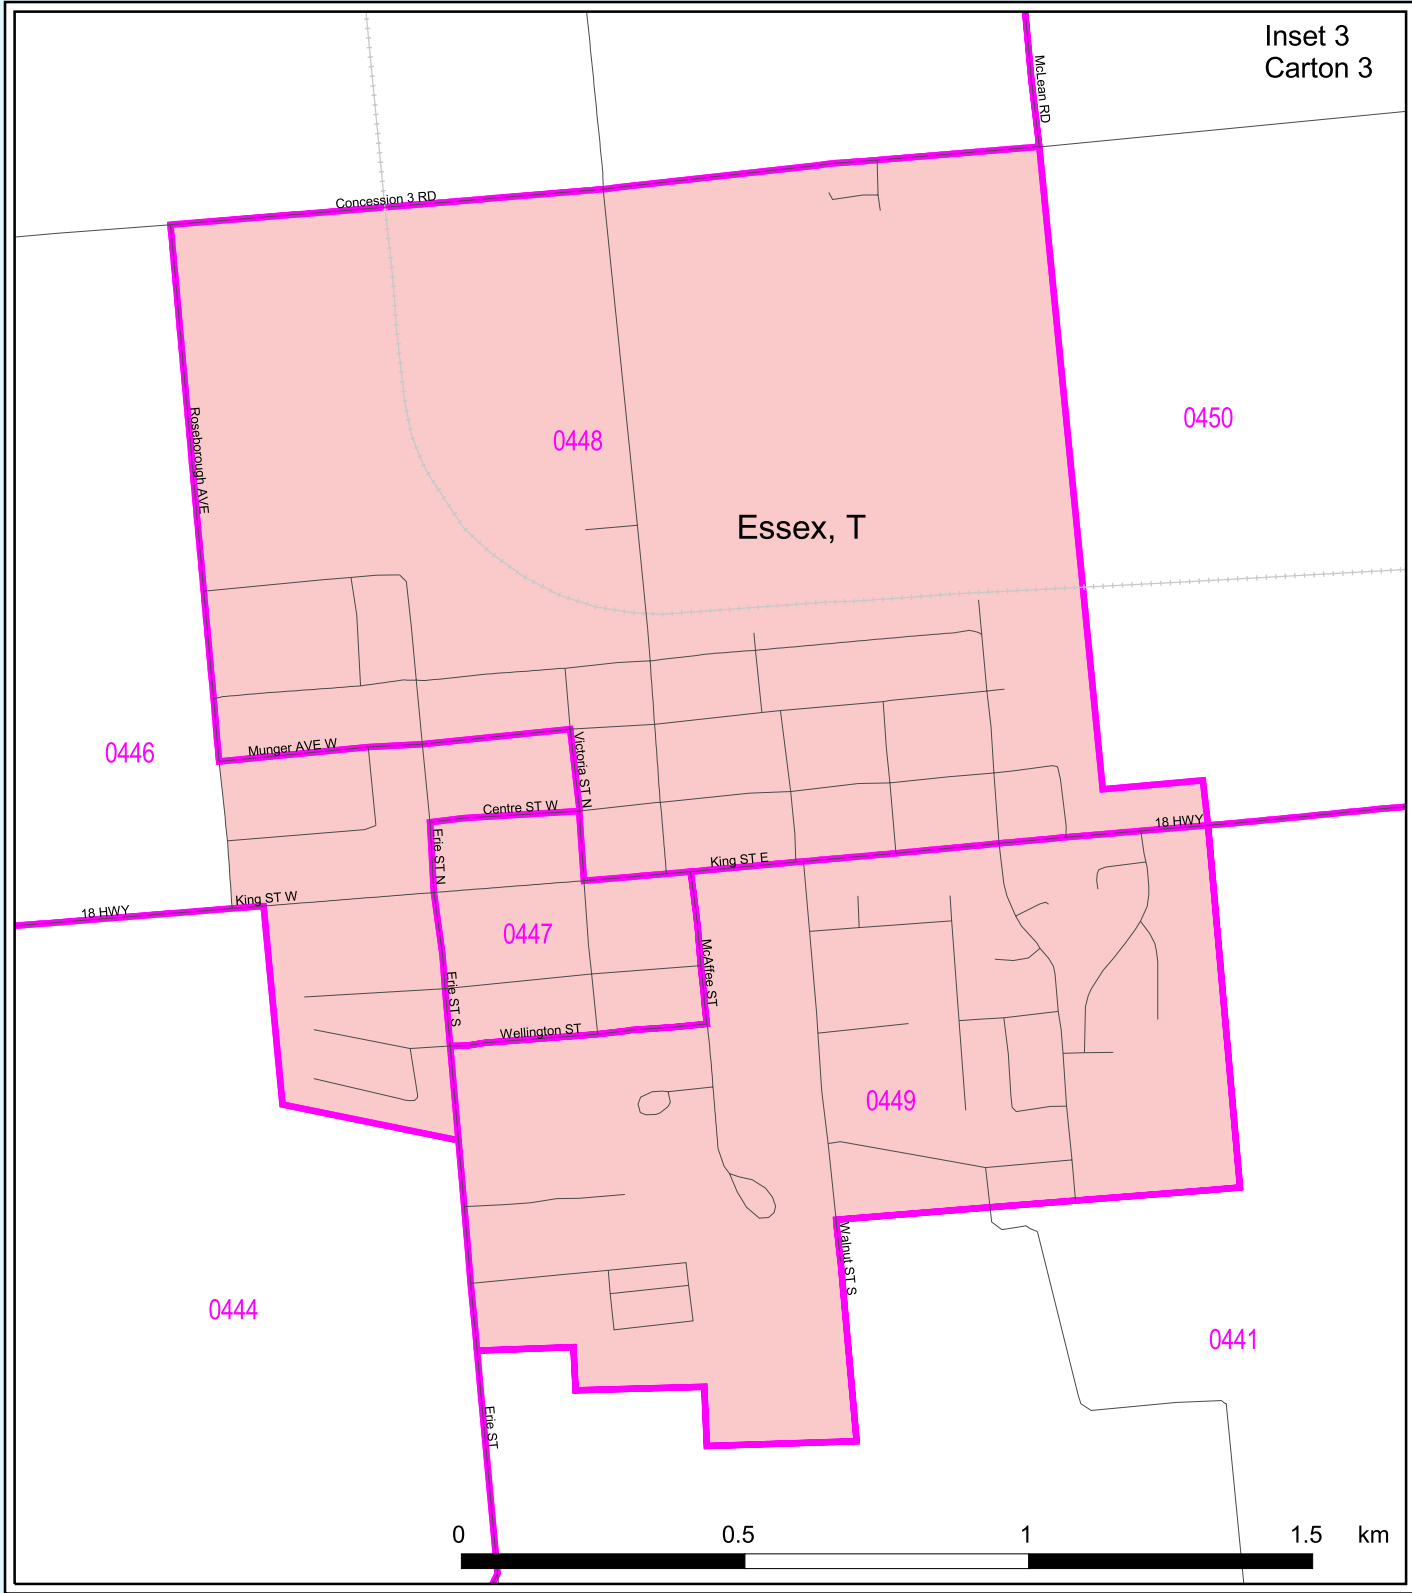 Inset 3
Carton 3
McLean RD
Concession 3 RD
Roseborough AVE
0448
0450
Essex, T
0446
Munger AVE W
Victoria ST N
Centre ST W
Erie ST N
18 HWY
King ST E
King ST W
18 HWY
0447
McAffee ST
Erie ST S
Wellington ST
0449
Walnut ST S
0444
0441
Erie ST
0 0.5 1 1.5 km